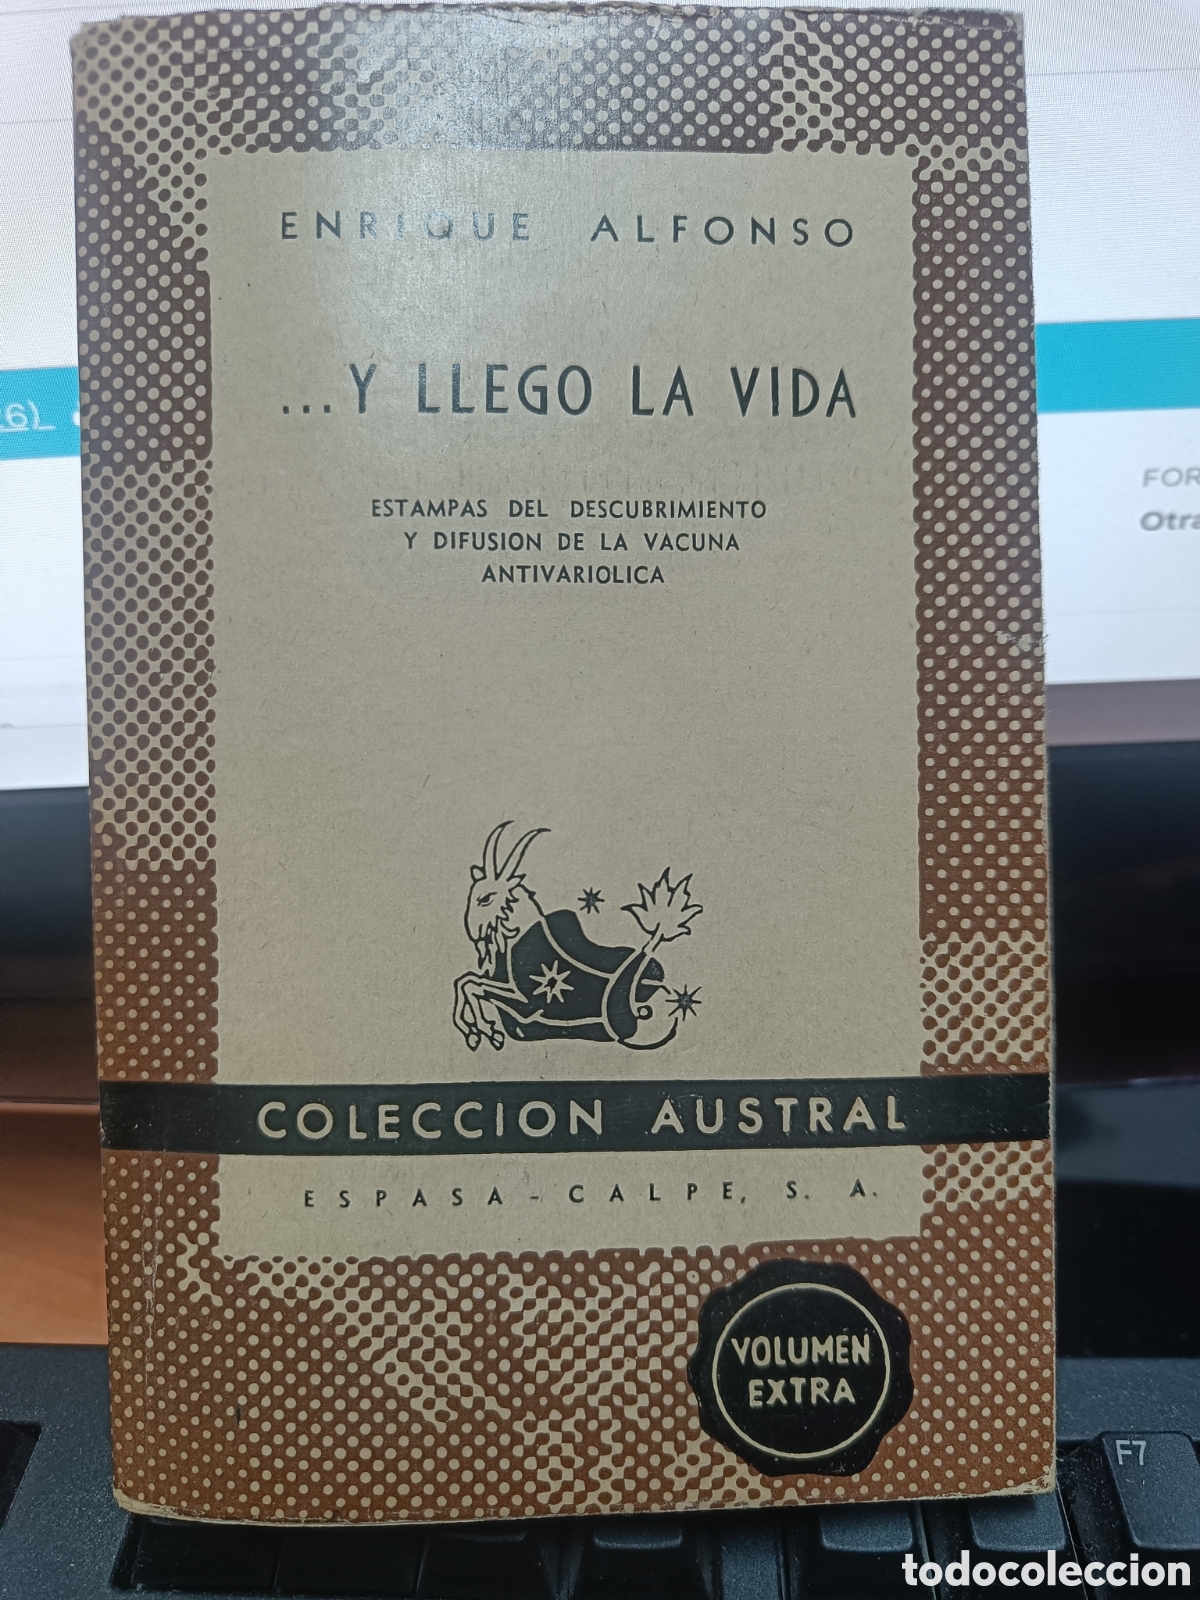 ENRIQUE ALFONSO
...Y LLEGO LA VIDA
ESTAMPAS DEL DESCUBRIMIENTO
Y DIFUSION DE LA VACUNA
ANTIVARIOLICA
COLECCION AUSTRAL
ESPASA - CALPE, S. A.
VOLUMEN
EXTRA
6)
FOR
Otra
F7
todocoleccion